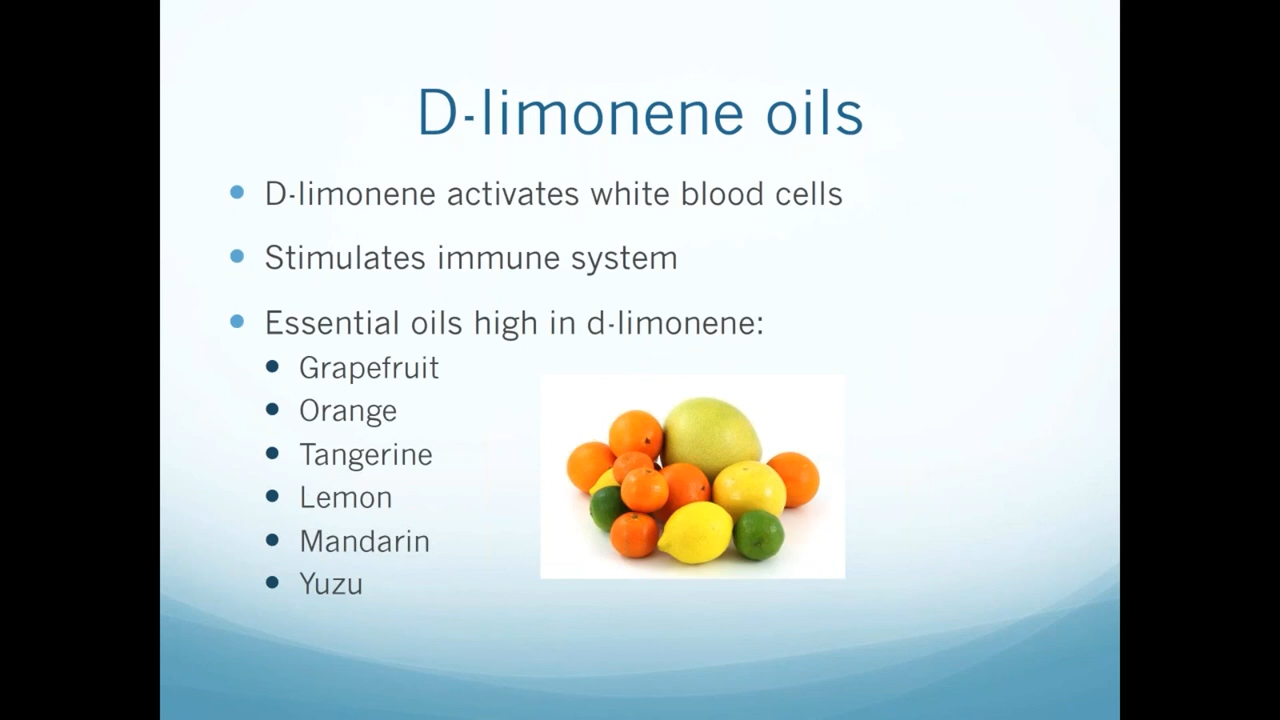 D-limonene oils
D-limonene activates white blood cells
Stimulates immune system
Essential oils high in d-limonene:
Grapefruit
Orange
Tangerine
Lemon
Mandarin
Yuzu